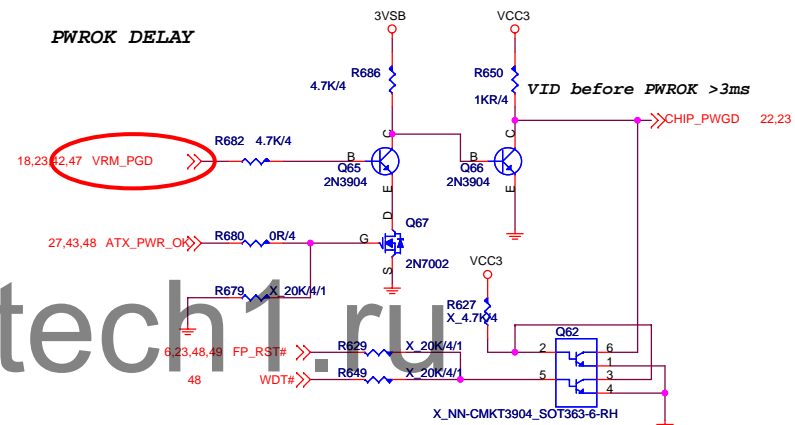 PWROK DELAY
3VSB
VCC3
R686
4.7K/4
R650
1KR/4
VID before PWROK >3ms
CHIP_PWGD 22,23
R682 4.7K/4
18,23,42,47 VRM_PGD
B
C
E
Q65
2N3904
B
C
E
Q66
2N3904
27,43,48 ATX_PWR_OK
R680 0R/4
D
G
S
Q67
2N7002
R679 X_20K/4/1
VCC3
R627
X_4.7K/4
Q62
tech1.ru
6,23,48,49 FP_RST#
R629 X_20K/4/1
2
6
1
48 WDT#
R649 X_20K/4/1
5
3
4
X_NN-CMKT3904_SOT363-6-RH